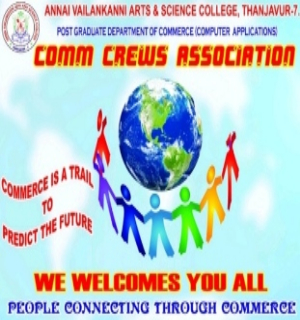 ANNAI VAILANKANNI ARTS & SCIENCE COLLEGE, THANJAVUR-7.
POST GRADUATE DEPARTMENT OF COMMERCE (COMPUTER APPLICATIONS)
COMM CREWS ASSOCIATION
COMMERCE IS A TRAIL
TO
PREDICT THE FUTURE
WE WELCOMES YOU ALL
PEOPLE CONNECTING THROUGH COMMERCE